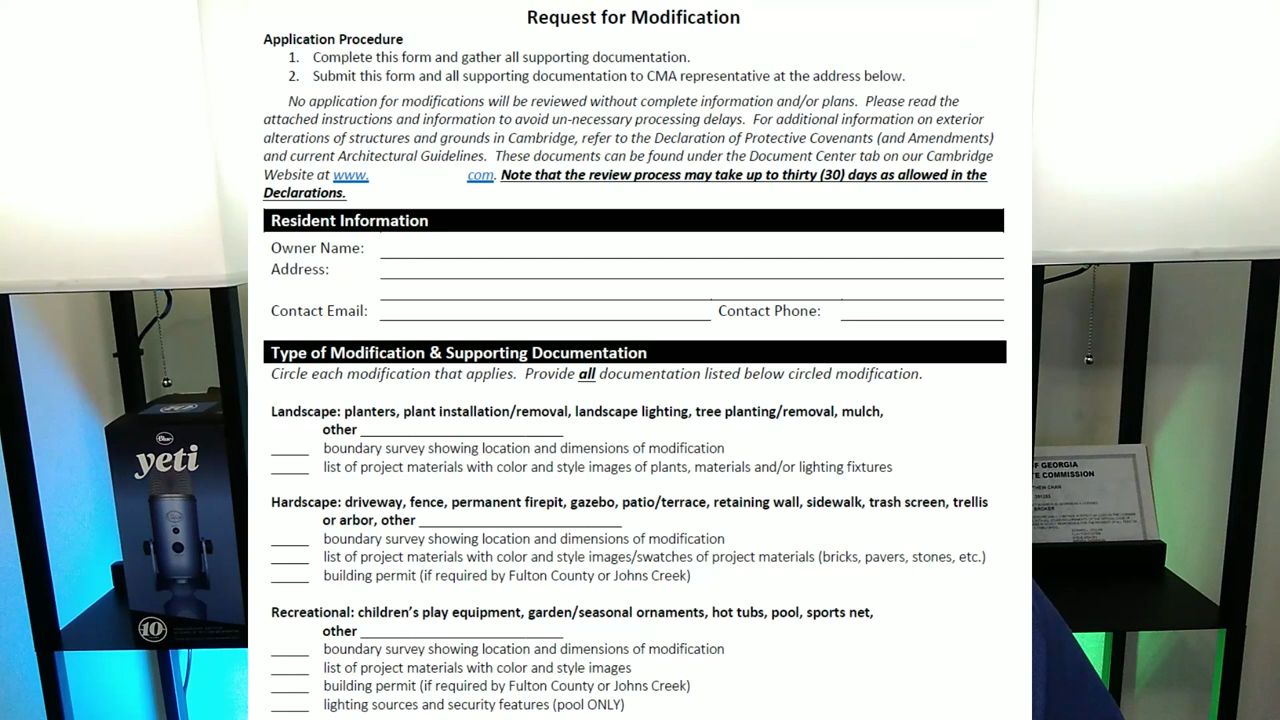 Request for Modification
Application Procedure
1. Complete this form and gather all supporting documentation.
2. Submit this form and all supporting documentation to CMA representative at the address below.
No application for modifications will be reviewed without complete information and/or plans. Please read the
attached instructions and information to avoid un-necessary processing delays. For additional information on exterior
alterations of structures and grounds in Cambridge, refer to the Declaration of Protective Covenants (and Amendments)
and current Architectural Guidelines. These documents can be found under the Document Center tab on our Cambridge
Website at www. com. Note that the review process may take up to thirty (30) days as allowed in the
Declarations.
Resident Information
Owner Name:
Address:
Contact Email: Contact Phone:
Type of Modification & Supporting Documentation
Circle each modification that applies. Provide all documentation listed below circled modification.
Landscape: planters, plant installation/removal, landscape lighting, tree planting/removal, mulch,
other
boundary survey showing location and dimensions of modification
list of project materials with color and style images of plants, materials and/or lighting fixtures
Hardscape: driveway, fence, permanent firepit, gazebo, patio/terrace, retaining wall, sidewalk, trash screen, trellis
or arbor, other
boundary survey showing location and dimensions of modification
list of project materials with color and style images/swatches of project materials (bricks, pavers, stones, etc.)
building permit (if required by Fulton County or Johns Creek)
Recreational: children's play equipment, garden/seasonal ornaments, hot tubs, pool, sports net,
other
boundary survey showing location and dimensions of modification
list of project materials with color and style images
building permit (if required by Fulton County or Johns Creek)
lighting sources and security features (pool ONLY)
Blue
yeti
10
F GEORGIA
E COMMISSION
BROKER